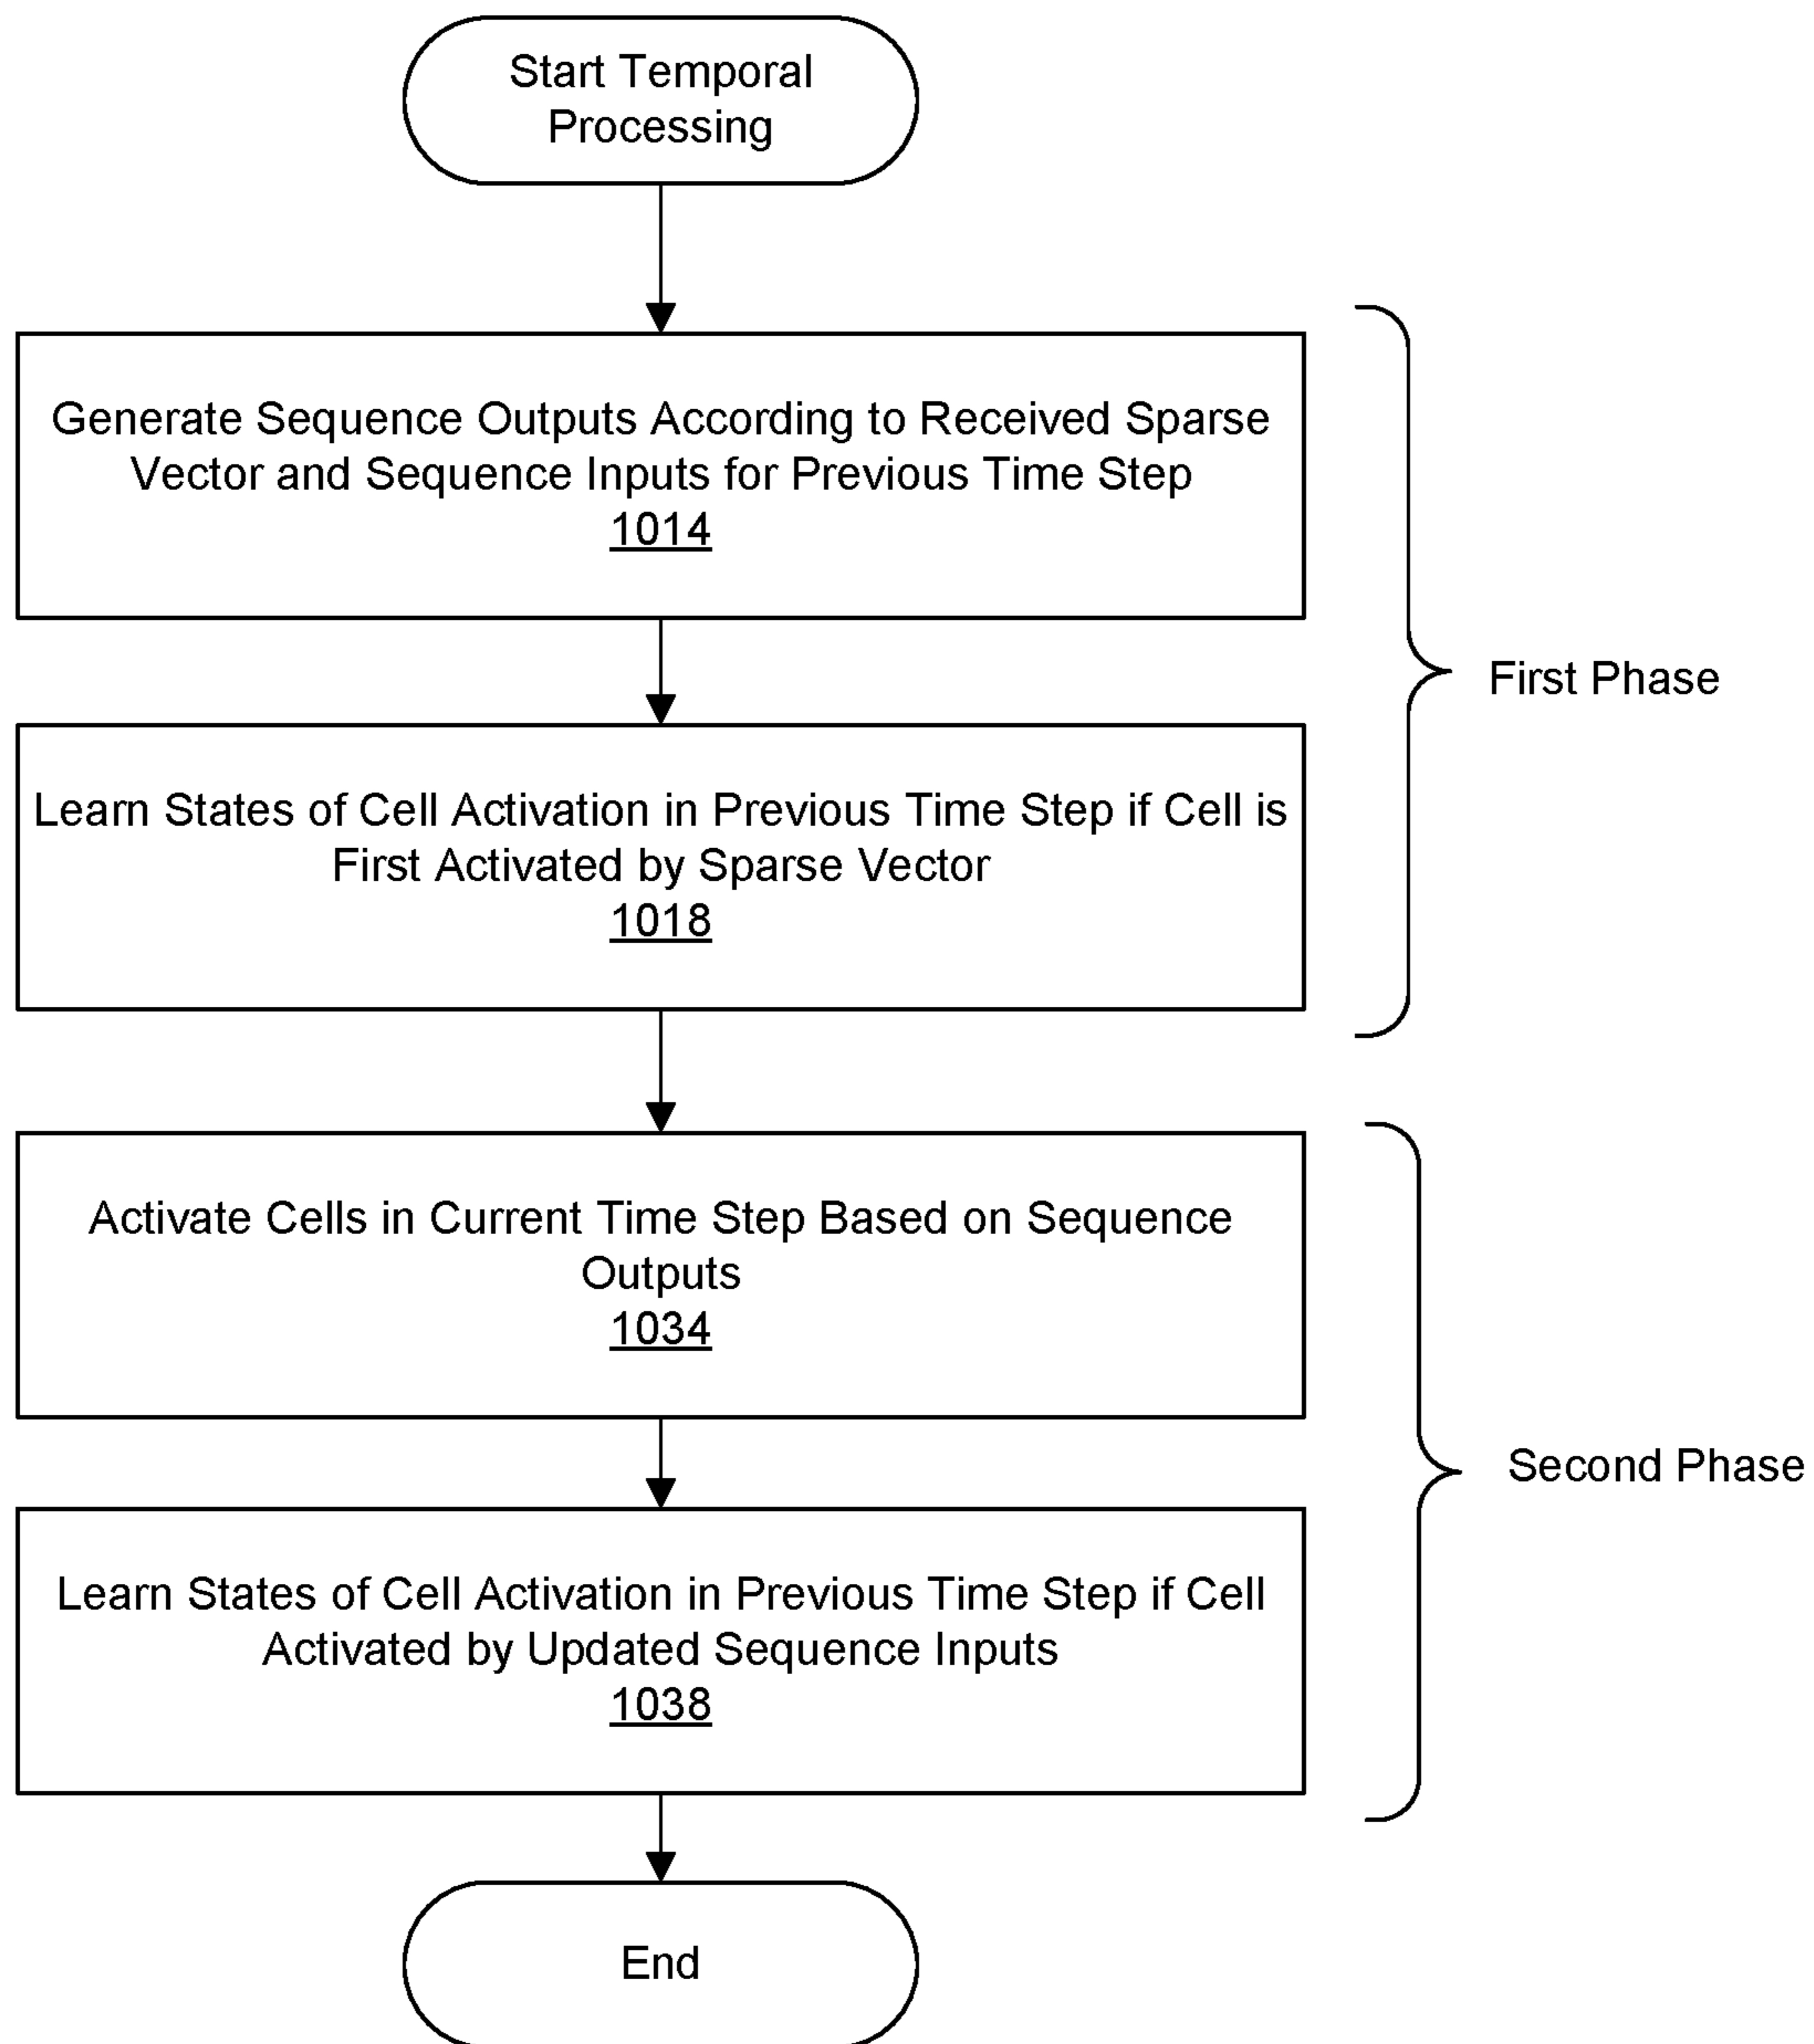 Start Temporal
Processing
Generate Sequence Outputs According to Received Sparse
Vector and Sequence Inputs for Previous Time Step
1014
First Phase
Learn States of Cell Activation in Previous Time Step if Cell is
First Activated by Sparse Vector
1018
Activate Cells in Current Time Step Based on Sequence
Outputs
1034
Second Phase
Learn States of Cell Activation in Previous Time Step if Cell
Activated by Updated Sequence Inputs
1038
End